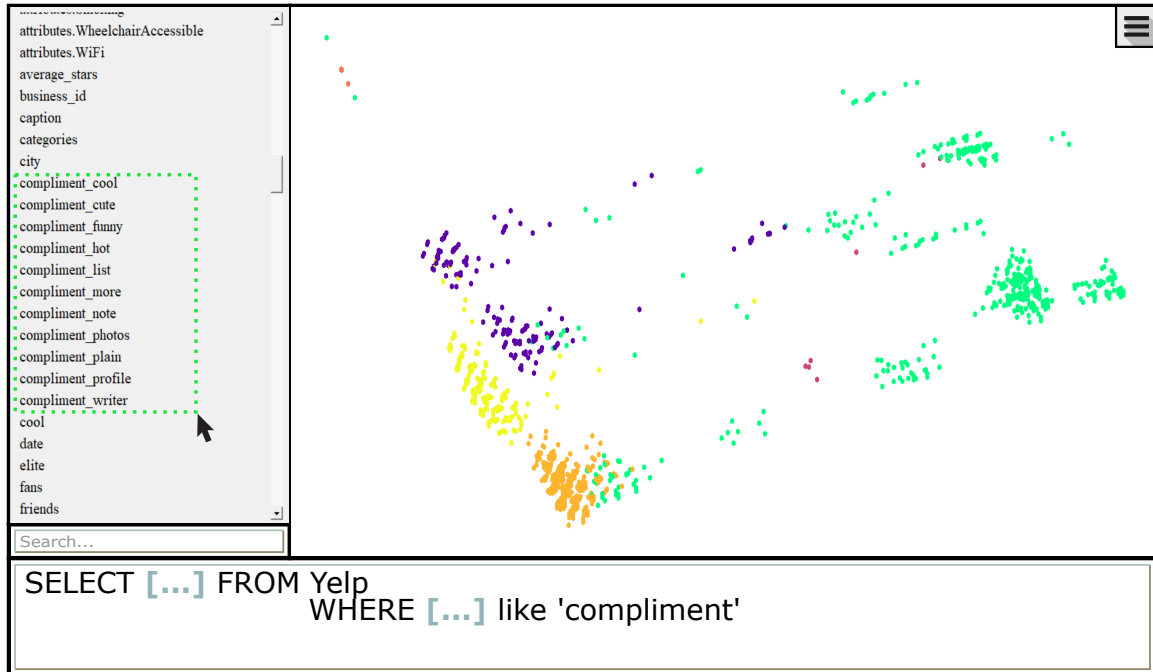 attributes.WheelchairAccessible
attributes.WiFi
average_stars
business_id
caption
categories
city
compliment_cool
compliment_cute
compliment_funny
compliment_hot
compliment_list
compliment_more
compliment_note
compliment_photos
compliment_plain
compliment_profile
compliment_writer
cool
date
elite
fans
friends
Search...
SELECT [...] FROM Yelp
WHERE [...] like 'compliment'